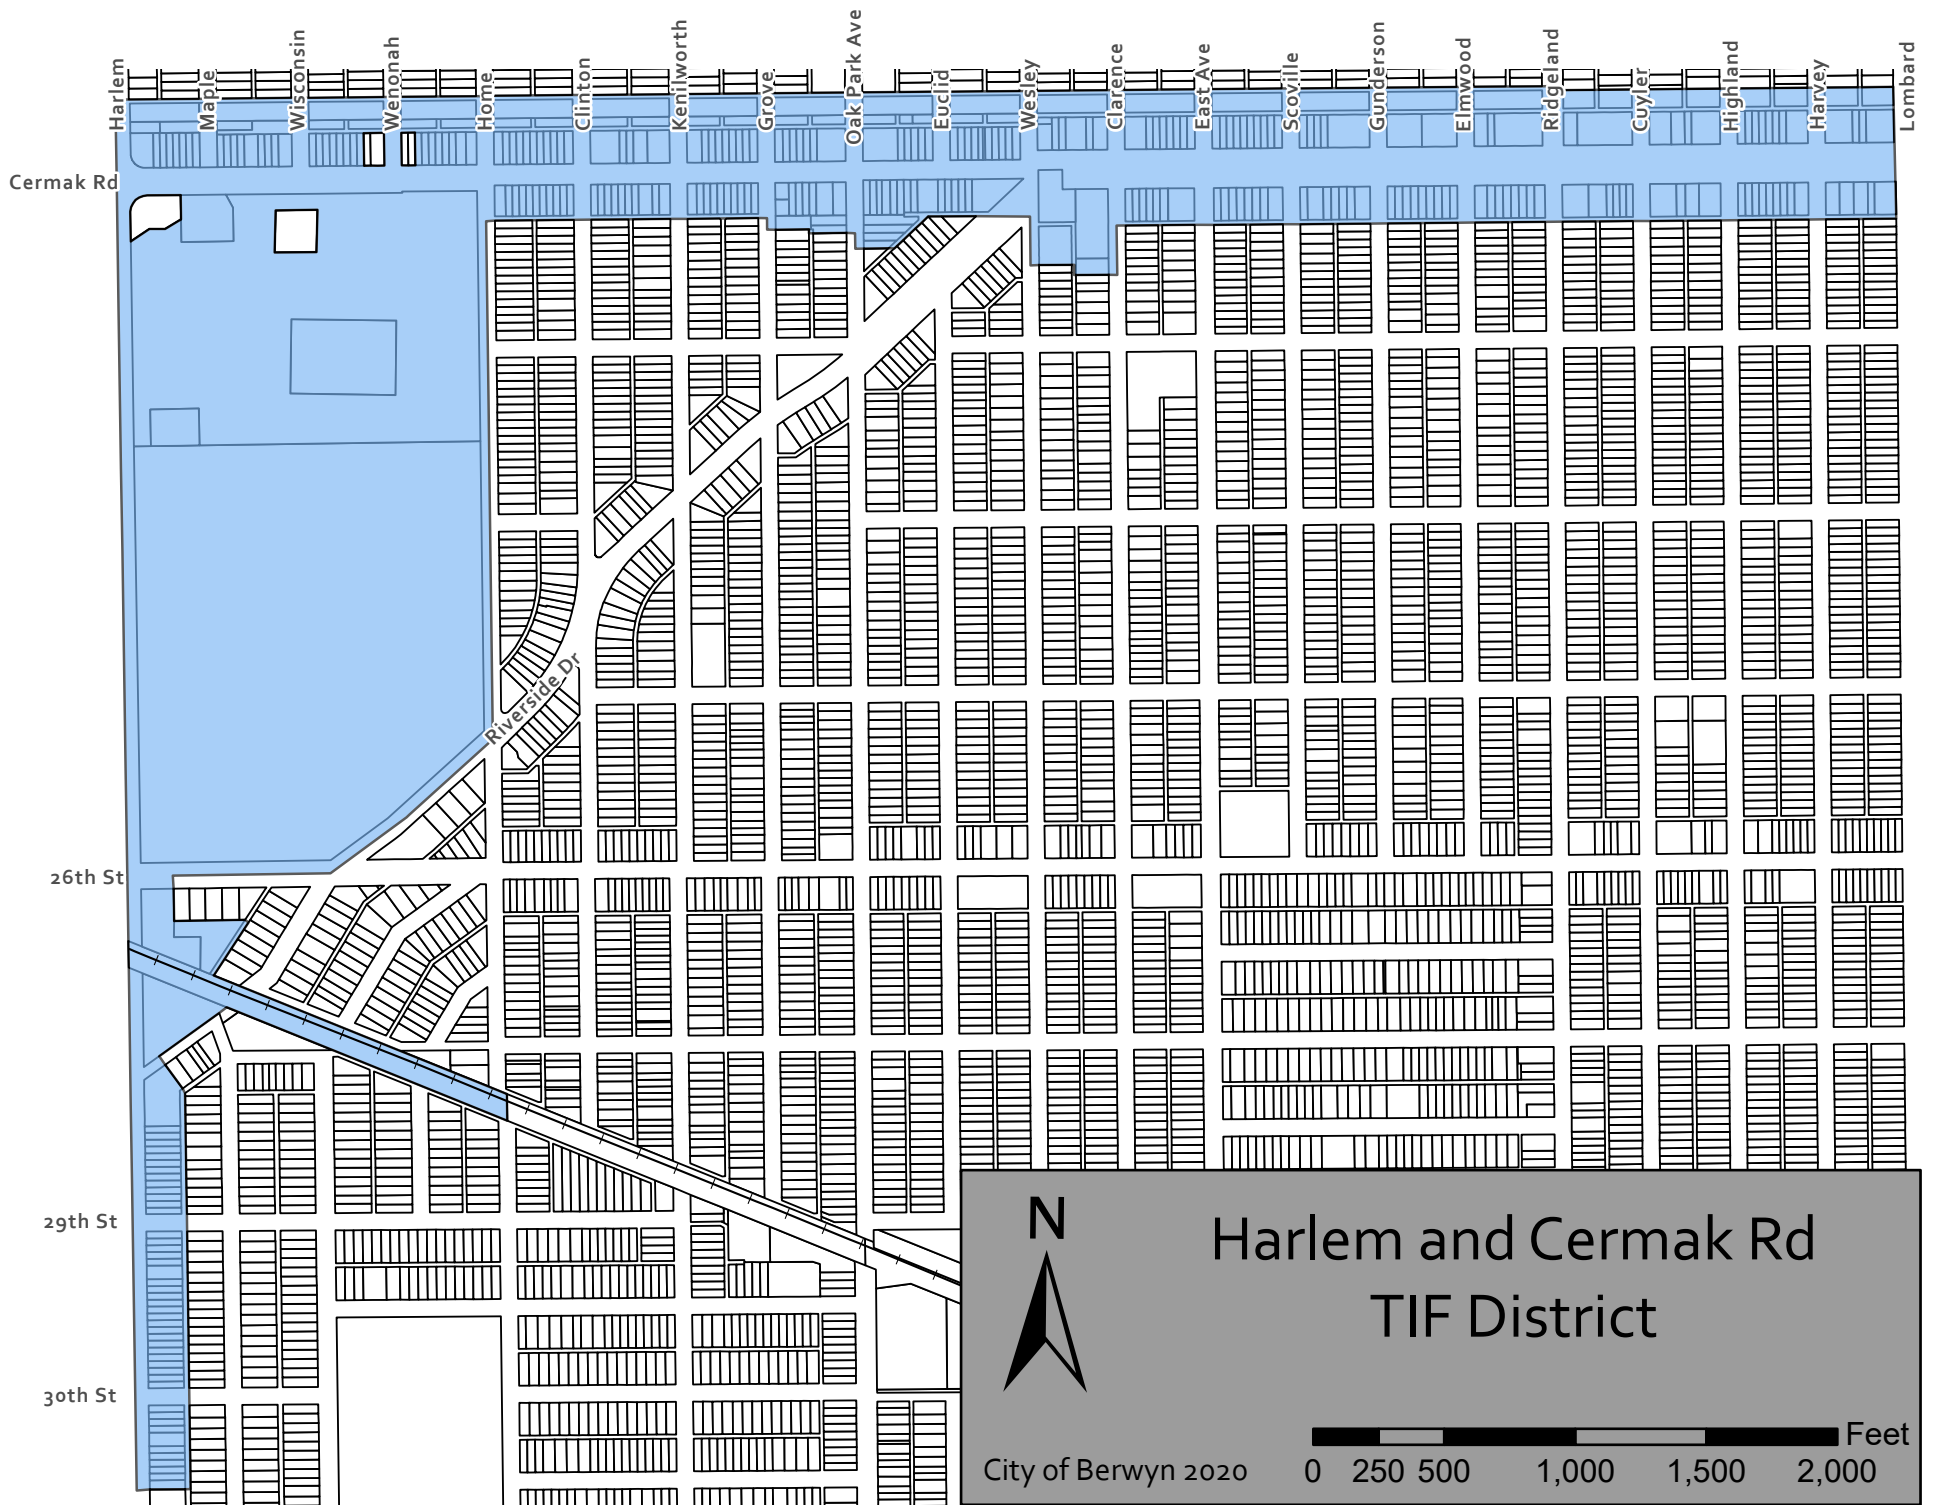 Harlem
Maple
Wisconsin
Wenonah
Home
Clinton
Kenilworth
Grove
Oak Park Ave
Euclid
Wesley
Clarence
East Ave
Scoville
Gunderson
Elmwood
Ridgeland
Cuyler
Highland
Harvey
Lombard
Cermak Rd
Riverside Dr
26th St
29th St
30th St
N
Harlem and Cermak Rd
TIF District
Feet
City of Berwyn 2020
0 250 500 1,000 1,500 2,000